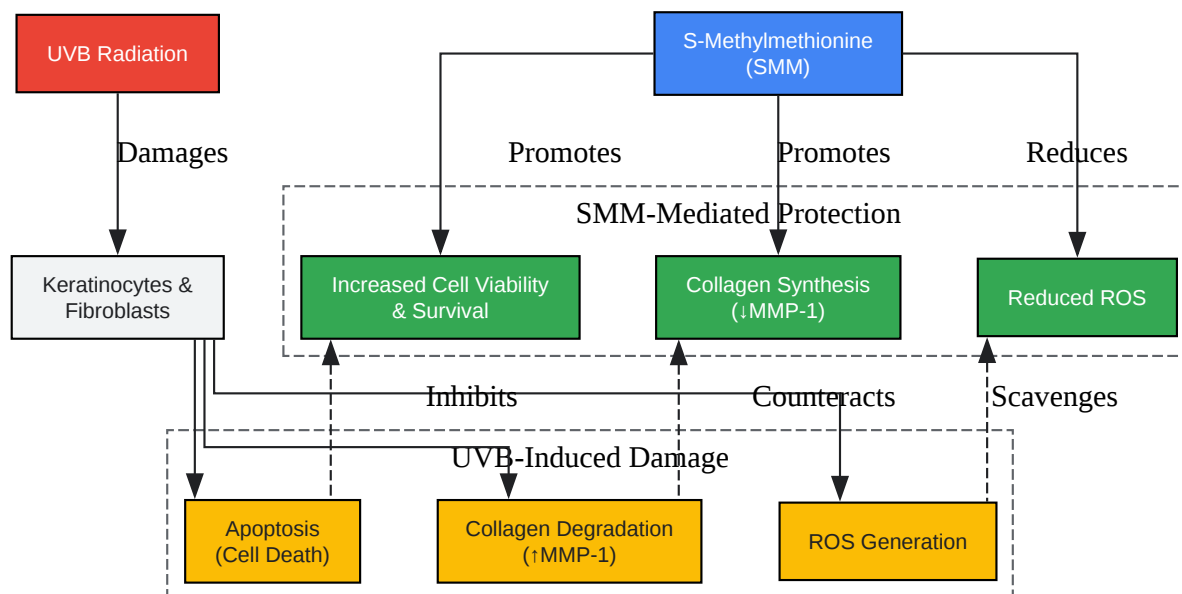 UVB Radiation
S-Methylmethionine
(SMM)
Damages
Promotes
Promotes
Reduces
SMM-Mediated Protection
Keratinocytes &
Fibroblasts
Increased Cell Viability
& Survival
Collagen Synthesis
(↓MMP-1)
Reduced ROS
Inhibits
Counteracts
Scavenges
UVB-Induced Damage
Apoptosis
(Cell Death)
Collagen Degradation
(↑MMP-1)
ROS Generation